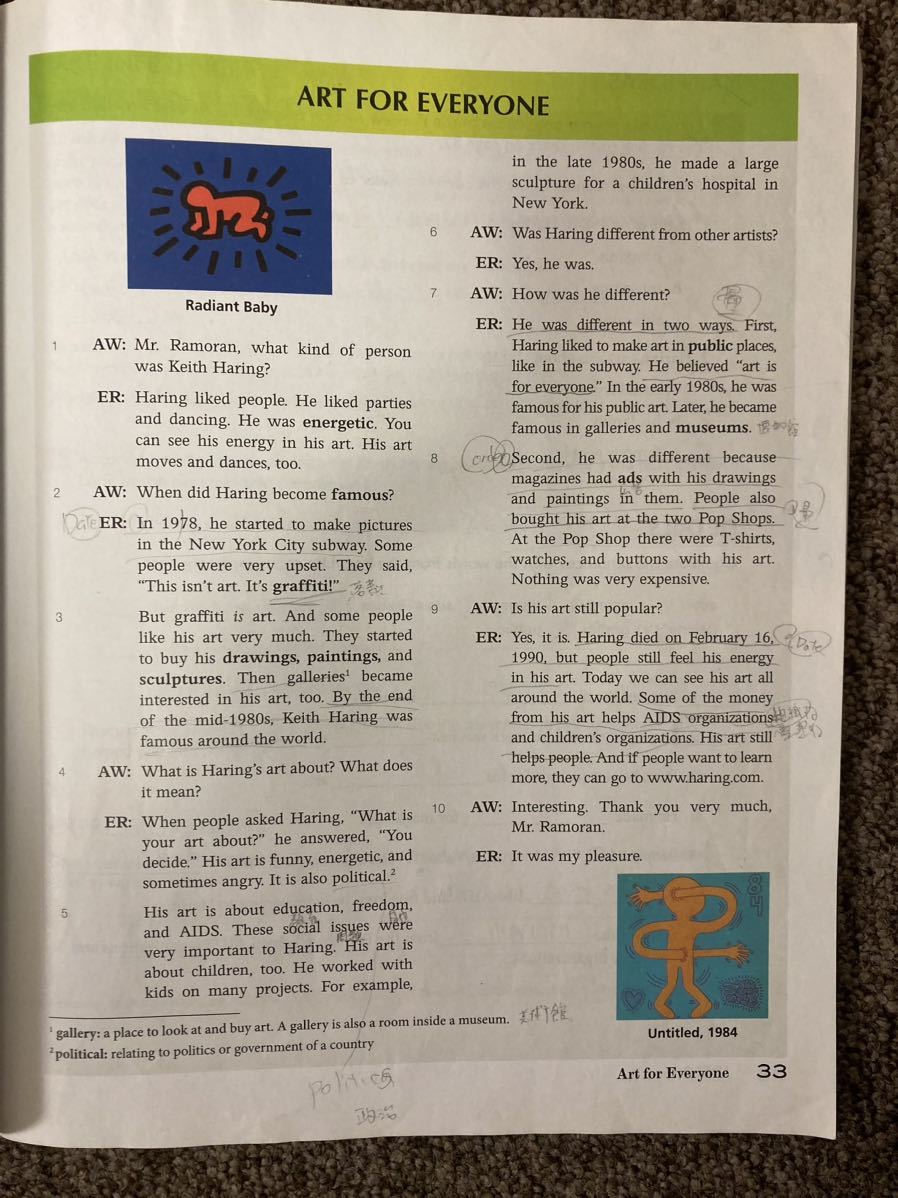 ART FOR EVERYONE
Radiant Baby
1 AW: Mr. Ramoran, what kind of person
was Keith Haring?
ER: Haring liked people. He liked parties
and dancing. He was energetic. You
can see his energy in his art. His art
moves and dances, too.
2 AW: When did Haring become famous?
Date ER: In 1978, he started to make pictures
in the New York City subway. Some
people were very upset. They said,
“This isn’t art. It’s graffiti!”
3 But graffiti is art. And some people
like his art very much. They started
to buy his drawings, paintings, and
sculptures. Then galleries¹ became
interested in his art, too. By the end
of the mid-1980s, Keith Haring was
famous around the world.
4 AW: What is Haring’s art about? What does
it mean?
ER: When people asked Haring, “What is
your art about?” he answered, “You
decide.” His art is funny, energetic, and
sometimes angry. It is also political.²
5 His art is about education, freedom,
and AIDS. These social issues were
問題
very important to Haring. His art is
about children, too. He worked with
kids on many projects. For example,
¹ gallery: a place to look at and buy art. A gallery is also a room inside a museum.
² political: relating to politics or government of a country
政治
in the late 1980s, he made a large
sculpture for a children’s hospital in
New York.
6 AW: Was Haring different from other artists?
ER: Yes, he was.
7 AW: How was he different?
ER: He was different in two ways. First,
Haring liked to make art in public places,
like in the subway. He believed “art is
for everyone.” In the early 1980s, he was
famous for his public art. Later, he became
famous in galleries and museums.
8 Second, he was different because
magazines had ads with his drawings
and paintings in them. People also
bought his art at the two Pop Shops.
At the Pop Shop there were T-shirts,
watches, and buttons with his art.
Nothing was very expensive.
9 AW: Is his art still popular?
ER: Yes, it is. Haring died on February 16, Date
1990, but people still feel his energy
in his art. Today we can see his art all
around the world. Some of the money
from his art helps AIDS organizations
and children’s organizations. His art still
helps people. And if people want to learn
more, they can go to www.haring.com.
10 AW: Interesting. Thank you very much,
Mr. Ramoran.
ER: It was my pleasure.
Untitled, 1984
Art for Everyone 33